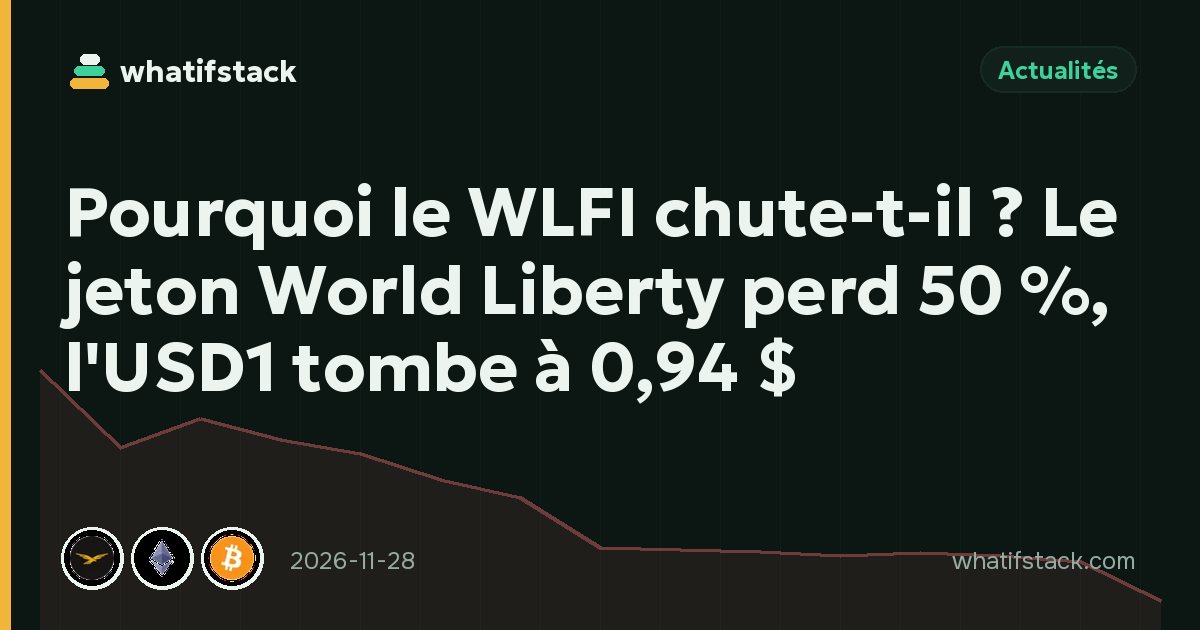 whatifstack
Actualités
Pourquoi le WLFI chute-t-il ? Le
jeton World Liberty perd 50 %,
l'USD1 tombe à 0,94 $
2026-11-28
whatifstack.com